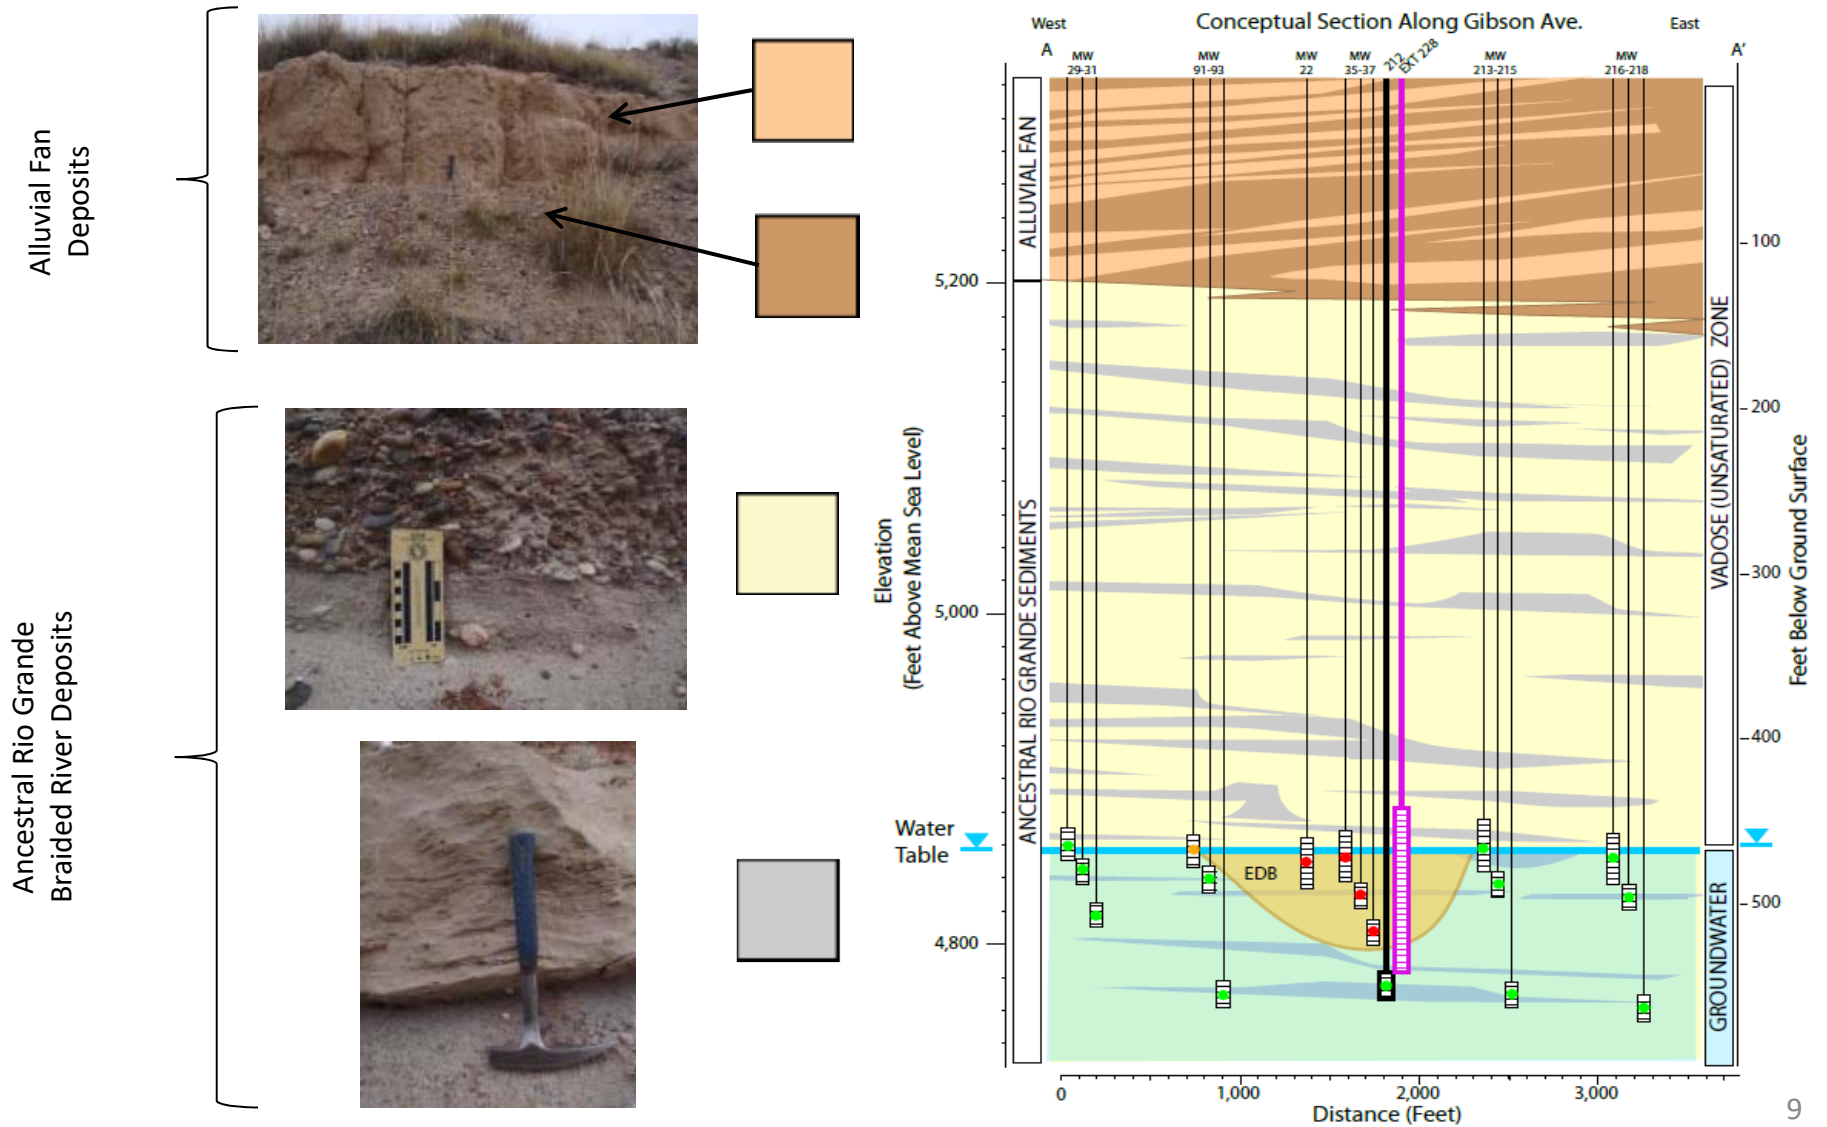 Alluvial Fan
Deposits
Ancestral Rio Grande
Braided River Deposits
Conceptual Section Along Gibson Ave.
West
East
A
A'
MW
29-31
MW
91-93
MW
22
MW
35-37
212
EXT 228
MW
213-215
MW
216-218
ALLUVIAL FAN
ANCESTRAL RIO GRANDE SEDIMENTS
VADOSE (UNSATURATED) ZONE
GROUNDWATER
Elevation
(Feet Above Mean Sea Level)
5,200
5,000
4,800
Water
Table
EDB
100
200
300
400
500
Feet Below Ground Surface
0
1,000
2,000
3,000
Distance (Feet)
9